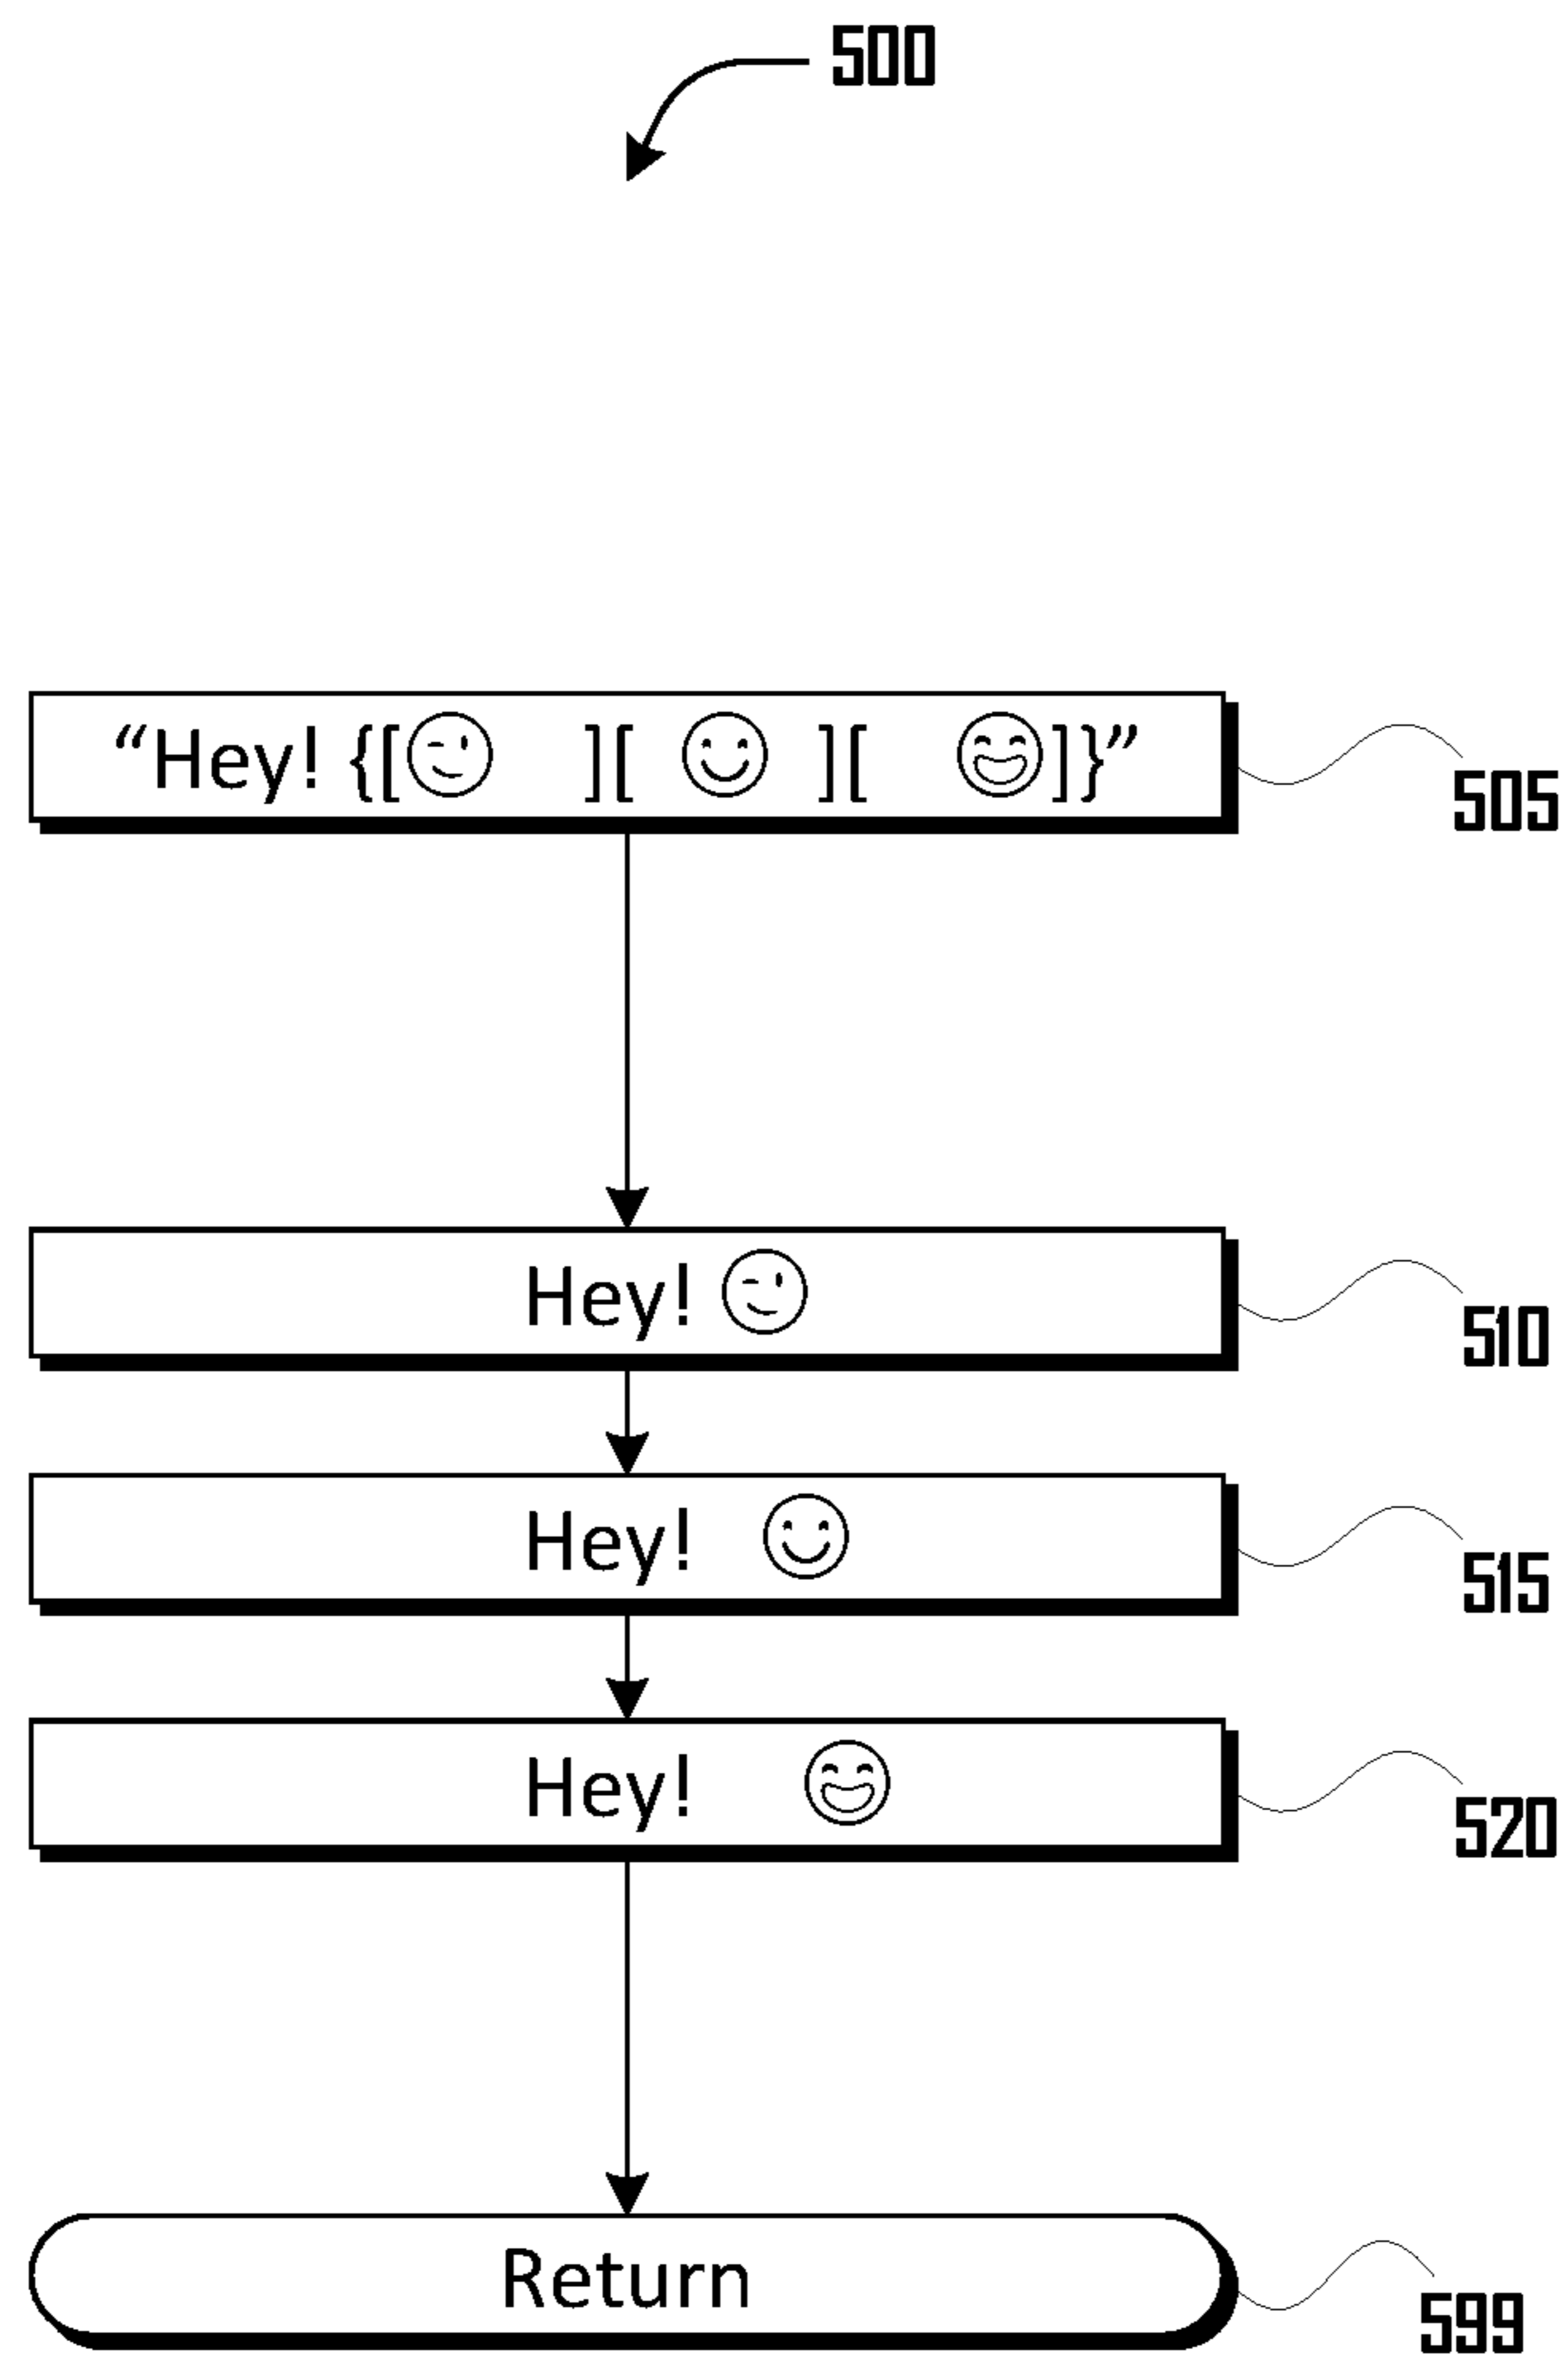 500
“Hey! {[😉 ][ 😊 ][ 😄]}”
505
Hey! 😉
510
Hey! 😊
515
Hey! 😄
520
Return
599